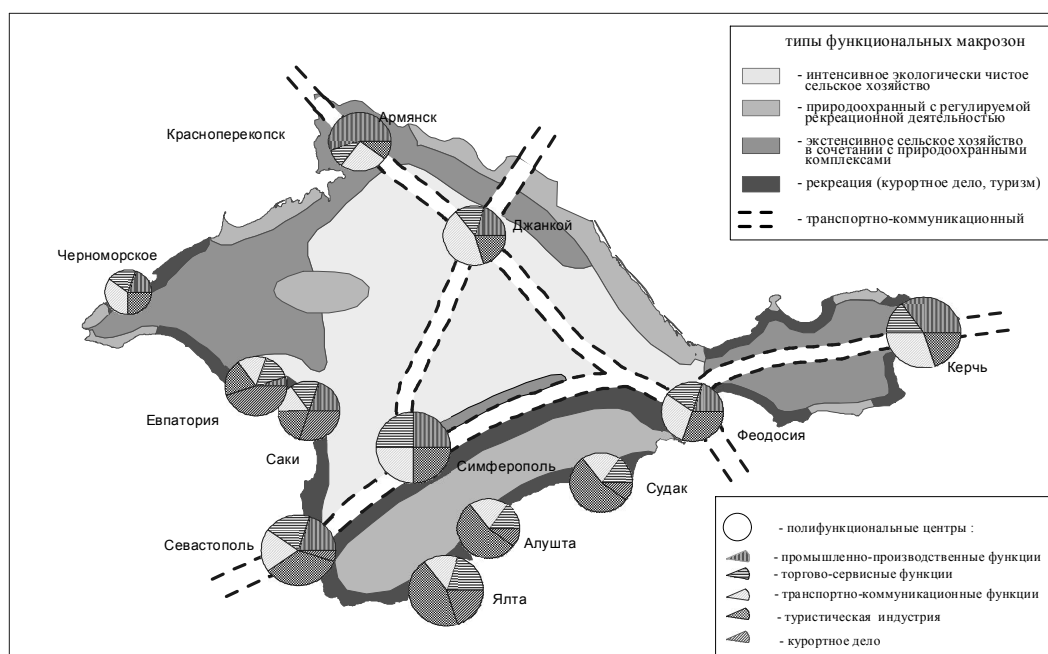 типы функциональных макрозон
- интенсивное экологически чистое
сельское хозяйство
- природоохранный с регулируемой
рекреационной деятельностью
- экстенсивное сельское хозяйство
в сочетании с природоохранными
комплексами
- рекреация (курортное дело, туризм)
- транспортно-коммуникационный
Армянск
Красноперекопск
Джанкой
Черноморское
Керчь
Евпатория
Феодосия
Саки
Симферополь
Судак
Севастополь
Алушта
Ялта
- полифункциональные центры :
- промышленно-производственные функции
- торгово-сервисные функции
- транспортно-коммуникационные функции
- туристическая индустрия
- курортное дело